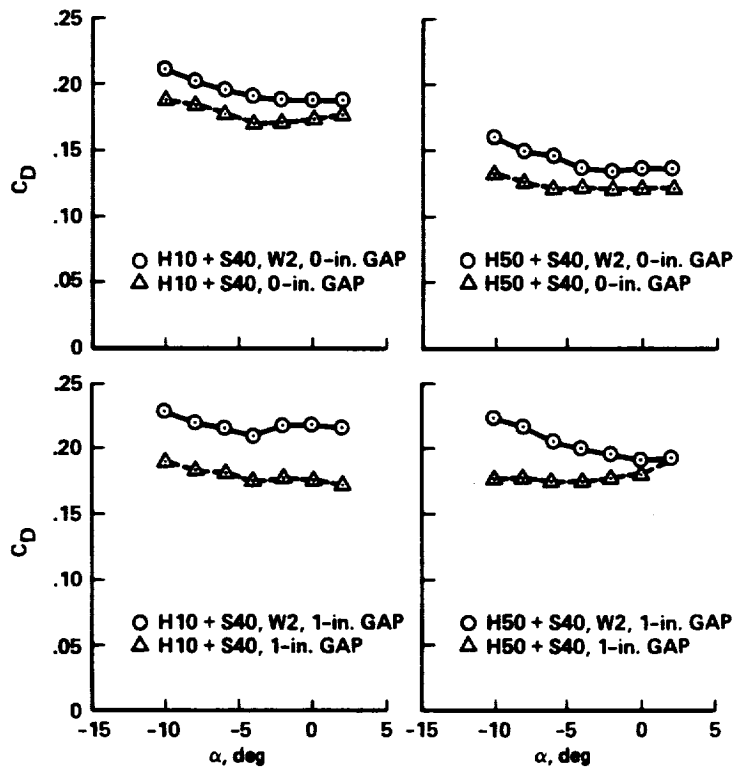 .25
.20
.15
.10
.05
0
CD
H10 + S40, W2, 0-in. GAP
H10 + S40, 0-in. GAP
H50 + S40, W2, 0-in. GAP
H50 + S40, 0-in. GAP
.25
.20
.15
.10
.05
0
CD
H10 + S40, W2, 1-in. GAP
H10 + S40, 1-in. GAP
-15 -10 -5 0 5
α, deg
H50 + S40, W2, 1-in. GAP
H50 + S40, 1-in. GAP
-15 -10 -5 0 5
α, deg